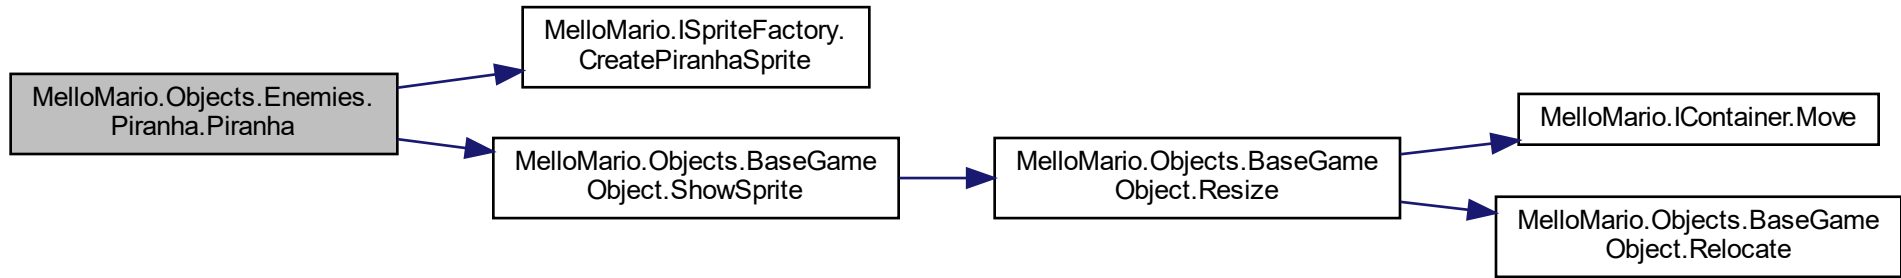 MelloMario.Objects.Enemies.
Piranha.Piranha
MelloMario.ISpriteFactory.
CreatePiranhaSprite
MelloMario.Objects.BaseGame
Object.ShowSprite
MelloMario.Objects.BaseGame
Object.Resize
MelloMario.IContainer.Move
MelloMario.Objects.BaseGame
Object.Relocate